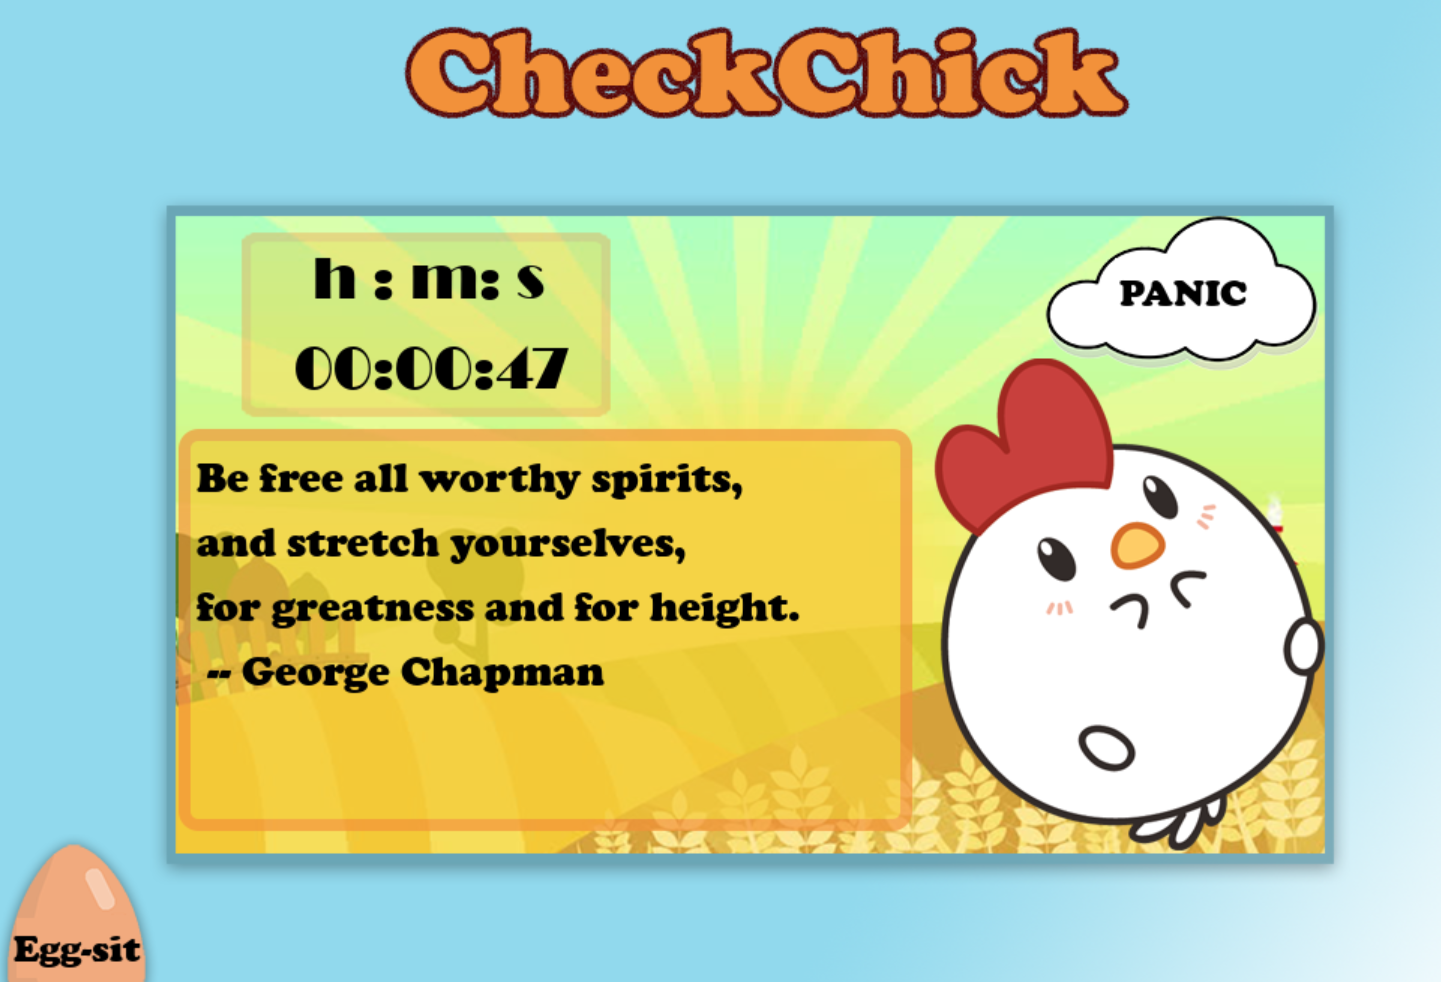 CheckChick
h : m: s
00:00:47
PANIC
Be free all worthy spirits,
and stretch yourselves,
for greatness and for height.
-- George Chapman
Egg-sit